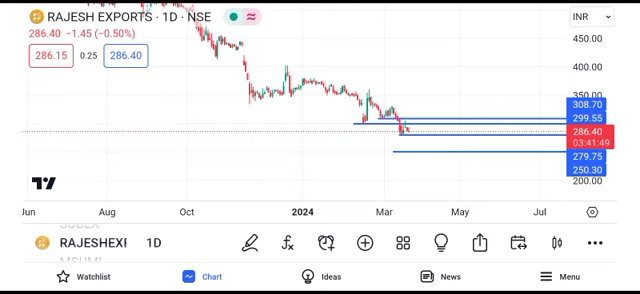 RAJESH EXPORTS · 1D · NSE
INR
286.40 −1.45 (−0.50%)
286.15 0.25 286.40
450.00
400.00
350.00
308.70
299.55
286.40
03:41:49
279.75
250.30
200.00
Jun Aug Oct 2024 Mar May Jul
RAJESHEXPI 1D
Watchlist Chart Ideas News Menu